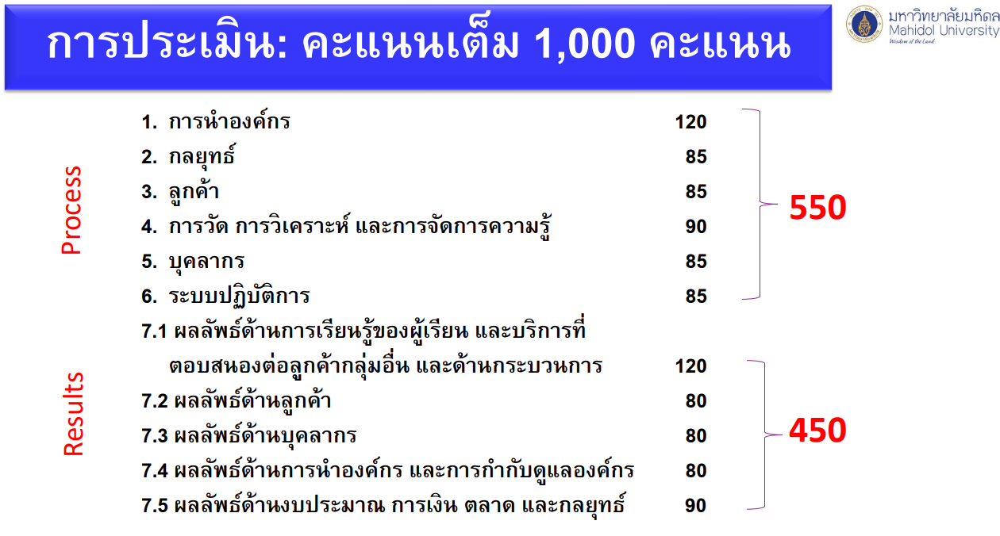 การประเมิน: คะแนนเต็ม 1,000 คะแนน
มหาวิทยาลัยมหิดล
Mahidol University
Wisdom of the Land
Process
1. การนำองค์กร 120
2. กลยุทธ์ 85
3. ลูกค้า 85
4. การวัด การวิเคราะห์ และการจัดการความรู้ 90
5. บุคลากร 85
6. ระบบปฏิบัติการ 85
550
Results
7.1 ผลลัพธ์ด้านการเรียนรู้ของผู้เรียน และบริการที่
ตอบสนองต่อลูกค้ากลุ่มอื่น และด้านกระบวนการ 120
7.2 ผลลัพธ์ด้านลูกค้า 80
7.3 ผลลัพธ์ด้านบุคลากร 80
7.4 ผลลัพธ์ด้านการนำองค์กร และการกำกับดูแลองค์กร 80
7.5 ผลลัพธ์ด้านงบประมาณ การเงิน ตลาด และกลยุทธ์ 90
450